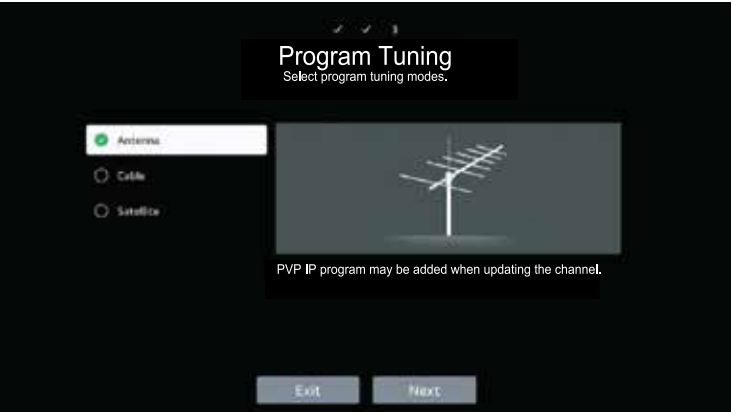 3
Program Tuning
Select program tuning modes.
Antenna
Cable
Satellite
PVP IP program may be added when updating the channel.
Exit
Next